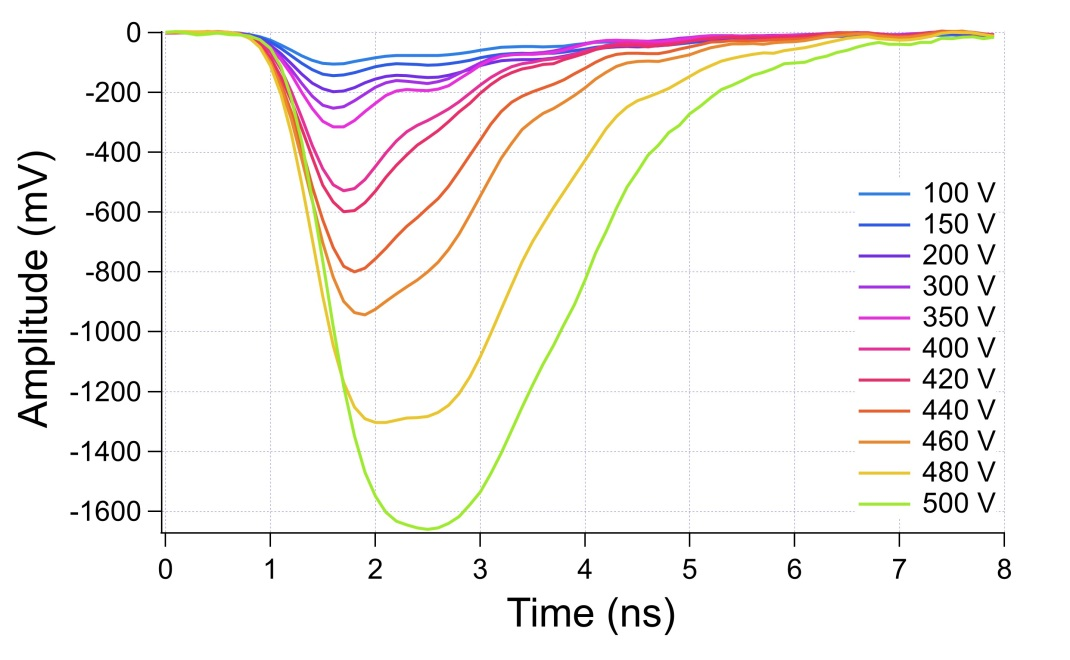 0
-200
-400
-600
-800
-1000
-1200
-1400
-1600
Amplitude (mV)
100 V
150 V
200 V
300 V
350 V
400 V
420 V
440 V
460 V
480 V
500 V
0 1 2 3 4 5 6 7 8
Time (ns)